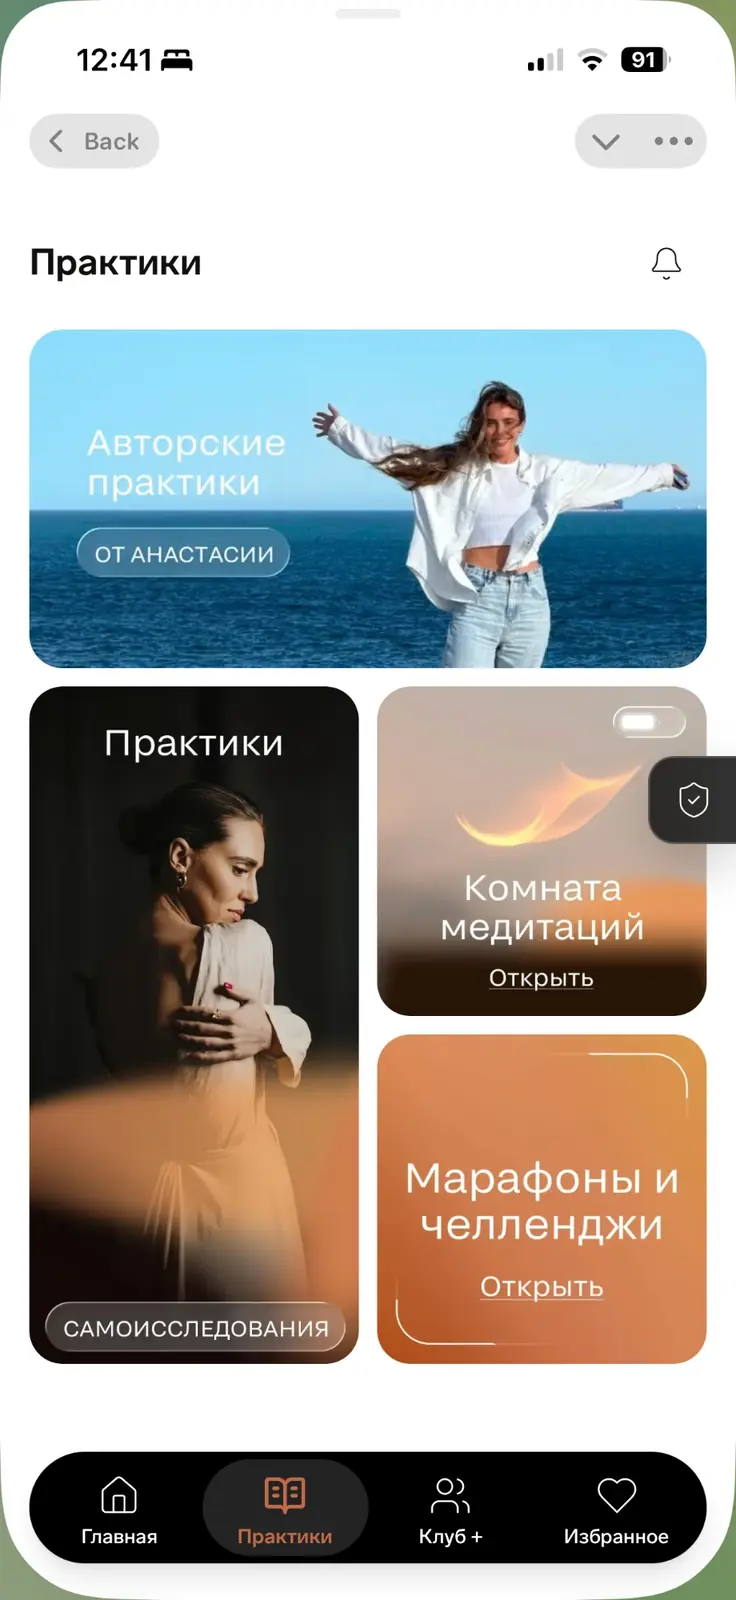 12:41
91
Back
Практики
Авторские
практики
ОТ АНАСТАСИИ
Практики
САМОИССЛЕДОВАНИЯ
Комната
медитаций
Открыть
Марафоны и
челленджи
Открыть
Главная
Практики
Клуб +
Избранное